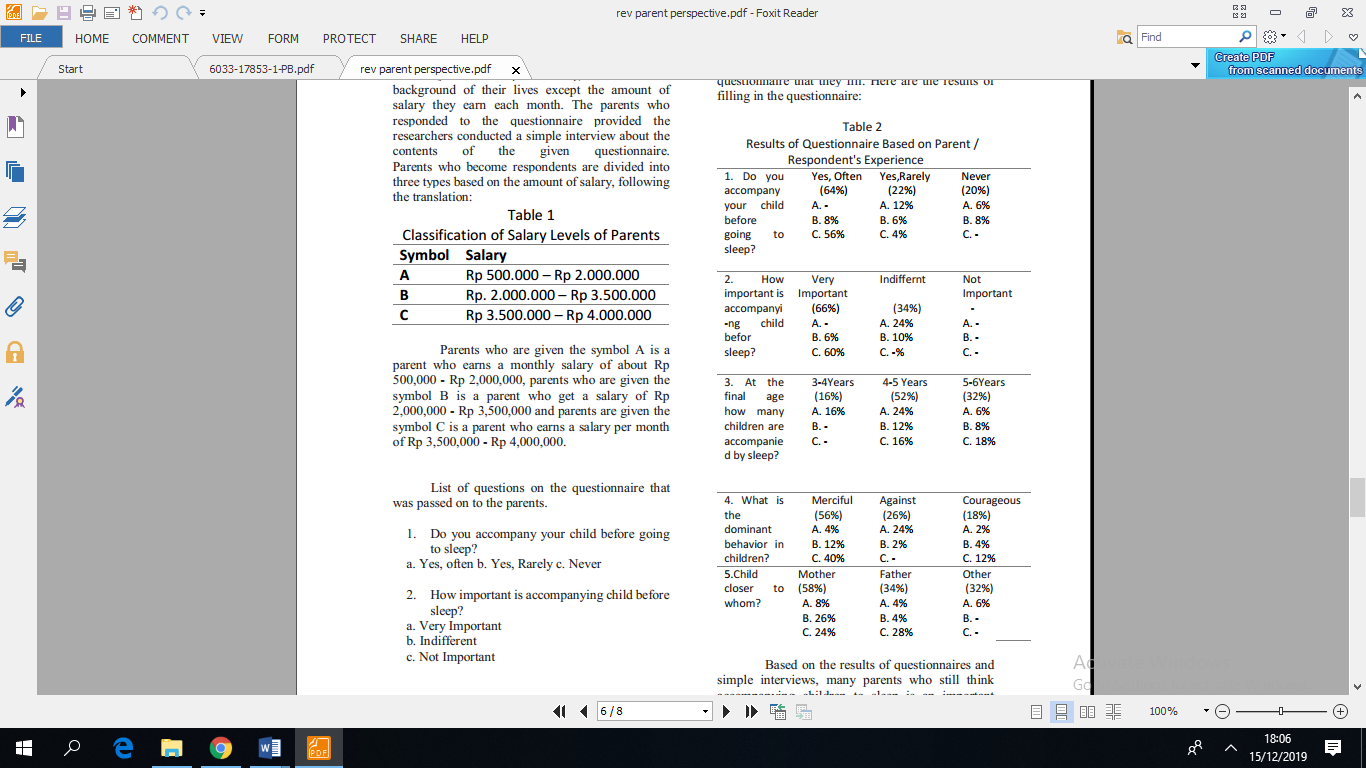 rev parent perspective.pdf - Foxit Reader
FILE HOME COMMENT VIEW FORM PROTECT SHARE HELP
Find
Start 6033-17853-1-PB.pdf rev parent perspective.pdf
Create PDF
from scanned documents
background of their lives except the amount of
salary they earn each month. The parents who
responded to the questionnaire provided the
researchers conducted a simple interview about the
contents of the given questionnaire.
Parents who become respondents are divided into
three types based on the amount of salary, following
the translation:
Table 1
Classification of Salary Levels of Parents
Symbol Salary
A Rp 500.000 – Rp 2.000.000
B Rp. 2.000.000 – Rp 3.500.000
C Rp 3.500.000 – Rp 4.000.000
Parents who are given the symbol A is a
parent who earns a monthly salary of about Rp
500,000 - Rp 2,000,000, parents who are given the
symbol B is a parent who get a salary of Rp
2,000,000 - Rp 3,500,000 and parents are given the
symbol C is a parent who earns a salary per month
of Rp 3,500,000 - Rp 4,000,000.
List of questions on the questionnaire that
was passed on to the parents.
1. Do you accompany your child before going
to sleep?
a. Yes, often b. Yes, Rarely c. Never
2. How important is accompanying child before
sleep?
a. Very Important
b. Indifferent
c. Not Important
questionnaire that they fill. Here are the results of
filling in the questionnaire:
Table 2
Results of Questionnaire Based on Parent /
Respondent's Experience
1. Do you Yes, Often Yes,Rarely Never
accompany (64%) (22%) (20%)
your child A. - A. 12% A. 6%
before B. 8% B. 6% B. 8%
going to C. 56% C. 4% C. -
sleep?
2. How Very Indiffernt Not
important is Important Important
accompanyi (66%) (34%) -
-ng child A. - A. 24% A. -
befor B. 6% B. 10% B. -
sleep? C. 60% C. -% C. -
3. At the 3-4Years 4-5 Years 5-6Years
final age (16%) (52%) (32%)
how many A. 16% A. 24% A. 6%
children are B. - B. 12% B. 8%
accompanie C. - C. 16% C. 18%
d by sleep?
4. What is Merciful Against Courageous
the (56%) (26%) (18%)
dominant A. 4% A. 24% A. 2%
behavior in B. 12% B. 2% B. 4%
children? C. 40% C. - C. 12%
5.Child Mother Father Other
closer to (58%) (34%) (32%)
whom? A. 8% A. 4% A. 6%
B. 26% B. 4% B. -
C. 24% C. 28% C. -
Based on the results of questionnaires and
simple interviews, many parents who still think
accompanying children to sleep is an important
Activate Windows
6 / 8
100%
18:06
15/12/2019